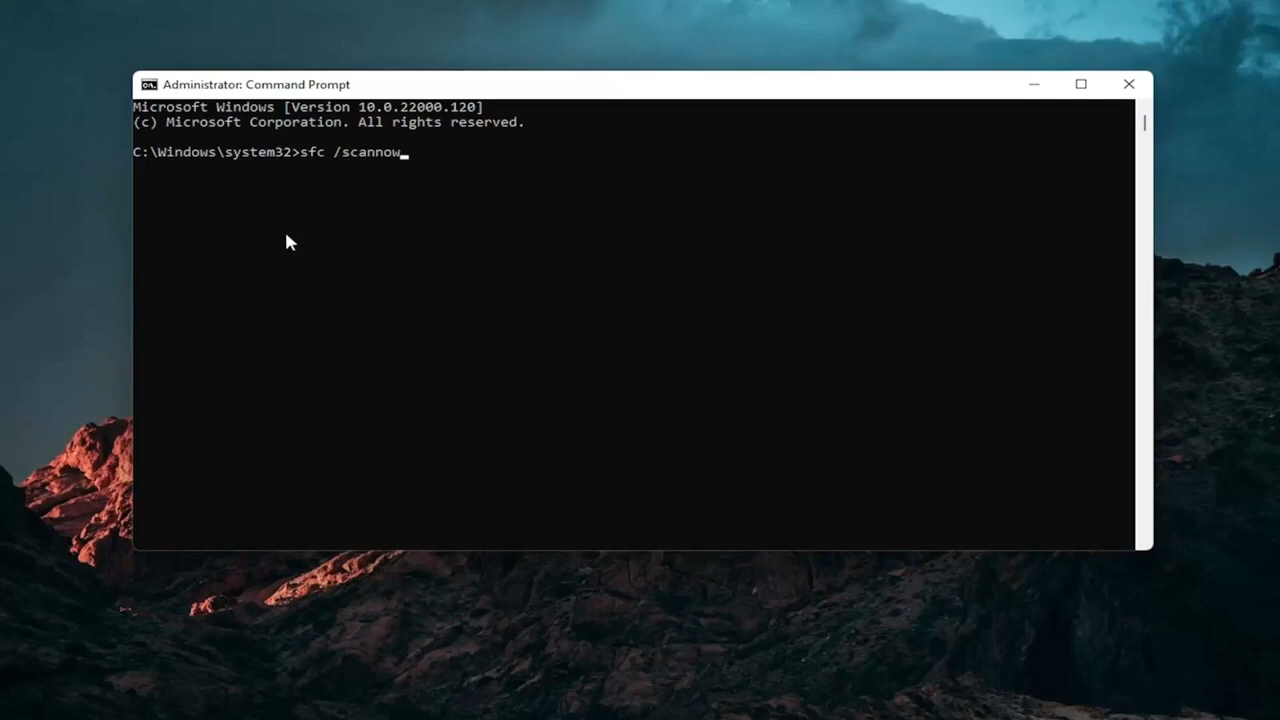 Administrator: Command Prompt
Microsoft Windows [Version 10.0.22000.120]
(c) Microsoft Corporation. All rights reserved.
C:\Windows\system32>sfc /scannow